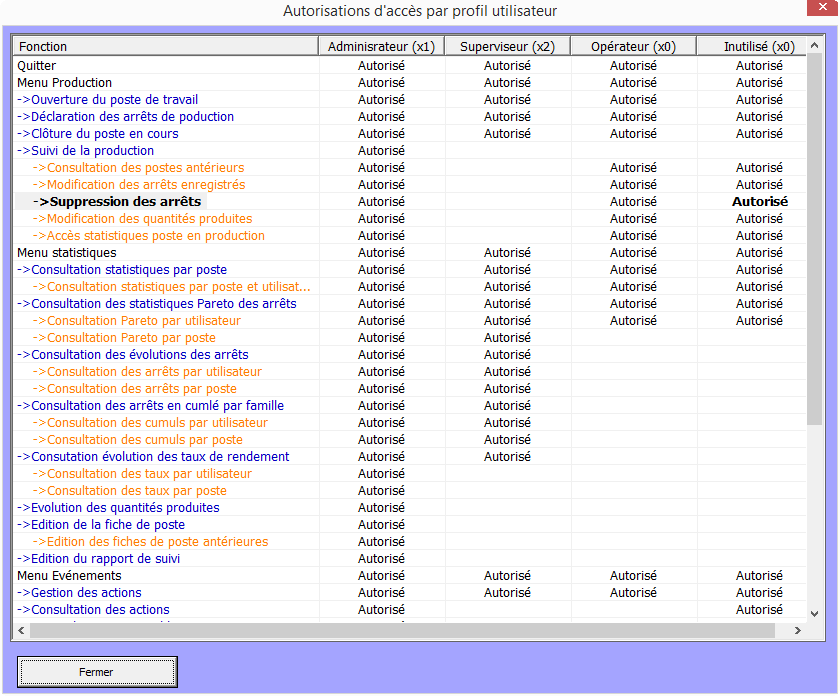 Autorisations d'accès par profil utilisateur
Fonction Adminisrateur (x1) Superviseur (x2) Opérateur (x0) Inutilisé (x0)
Quitter Autorisé Autorisé Autorisé Autorisé
Menu Production Autorisé Autorisé Autorisé Autorisé
->Ouverture du poste de travail Autorisé Autorisé Autorisé Autorisé
->Déclaration des arrêts de poduction Autorisé Autorisé Autorisé Autorisé
->Clôture du poste en cours Autorisé Autorisé Autorisé Autorisé
->Suivi de la production Autorisé
->Consultation des postes antérieurs Autorisé Autorisé Autorisé
->Modification des arrêts enregistrés Autorisé Autorisé Autorisé
->Suppression des arrêts Autorisé Autorisé Autorisé
->Modification des quantités produites Autorisé Autorisé Autorisé
->Accès statistiques poste en production Autorisé Autorisé Autorisé
Menu statistiques Autorisé Autorisé Autorisé Autorisé
->Consultation statistiques par poste Autorisé Autorisé Autorisé Autorisé
->Consultation statistiques par poste et utilisat... Autorisé Autorisé Autorisé Autorisé
->Consultation des statistiques Pareto des arrêts Autorisé Autorisé Autorisé Autorisé
->Consultation Pareto par utilisateur Autorisé Autorisé Autorisé Autorisé
->Consultation Pareto par poste Autorisé Autorisé
->Consultation des évolutions des arrêts Autorisé Autorisé
->Consultation des arrêts par utilisateur Autorisé Autorisé
->Consultation des arrêts par poste Autorisé Autorisé
->Consultation des arrêts en cumlé par famille Autorisé Autorisé
->Consultation des cumuls par utilisateur Autorisé Autorisé
->Consultation des cumuls par poste Autorisé Autorisé
->Consutation évolution des taux de rendement Autorisé Autorisé
->Consultation des taux par utilisateur Autorisé
->Consultation des taux par poste Autorisé
->Evolution des quantités produites Autorisé
->Edition de la fiche de poste Autorisé
->Edition des fiches de poste antérieures Autorisé
->Edition du rapport de suivi Autorisé
Menu Evénements Autorisé Autorisé Autorisé Autorisé
->Gestion des actions Autorisé Autorisé Autorisé Autorisé
->Consultation des actions Autorisé Autorisé
Fermer